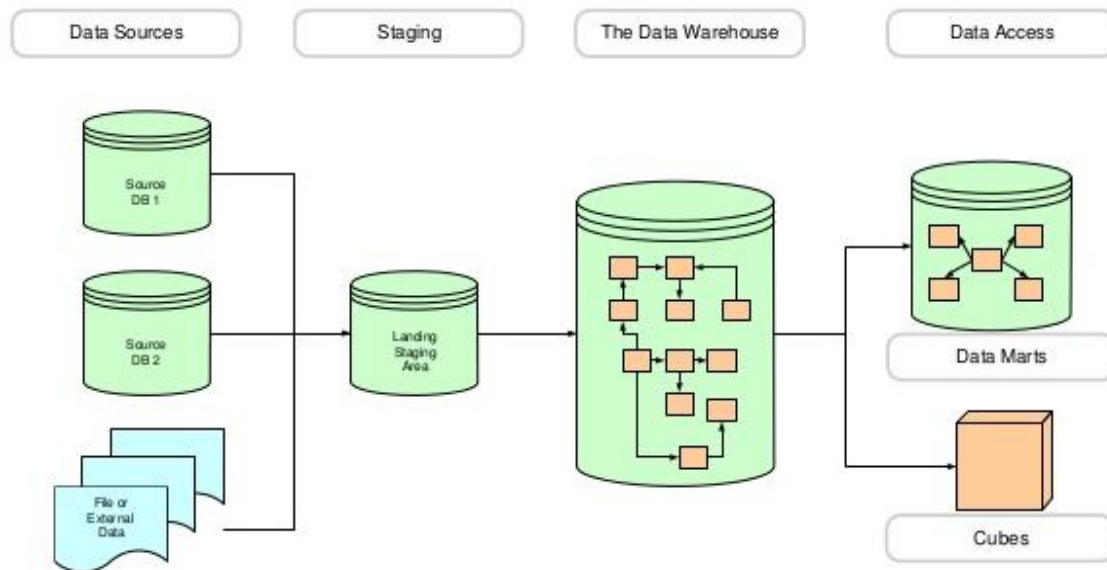 Data Sources
Staging
The Data Warehouse
Data Access
Source
DB 1
Source
DB 2
File or
External
Data
Landing
Staging
Area
Data Marts
Cubes